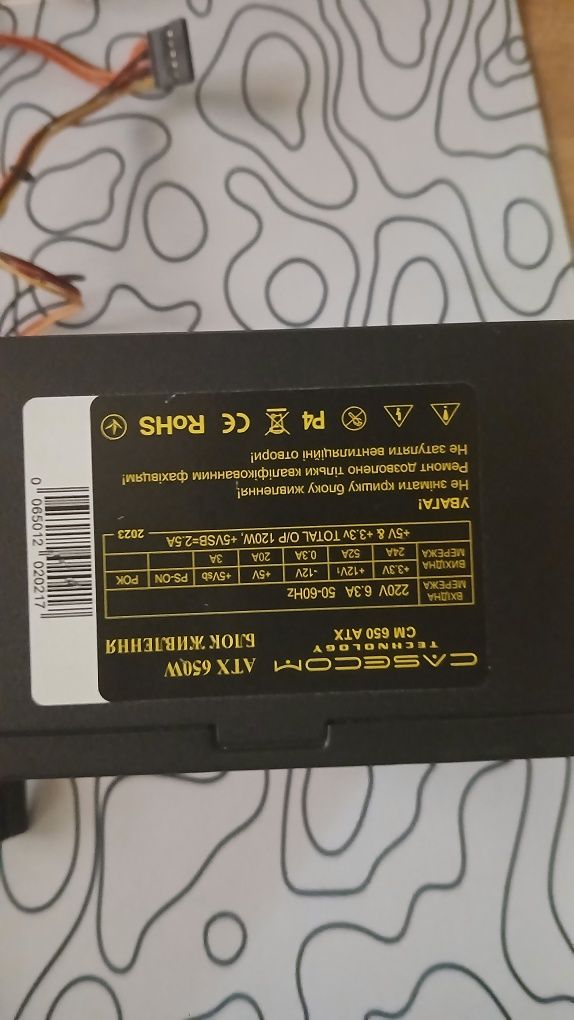 CASECOM
TECHNOLOGY
CM 650 ATX
ATX 650W
БЛОК ЖИВЛЕННЯ
ВХІДНА МЕРЕЖА 220V 6.3A 50-60Hz
ВИХІДНА МЕРЕЖА +3.3V +12V₁ -12V +5V +5Vsb PS-ON POK
24A 52A 0.3A 20A 3A
+5V & +3.3v TOTAL O/P 120W, +5VSB=2.5A
2023
УВАГА!
Не знімати кришку блоку живлення!
Ремонт дозволено тільки кваліфікованним фахівцям!
Не затуляти вентиляційні отвори!
P4 CE RoHS
0 065012 020217